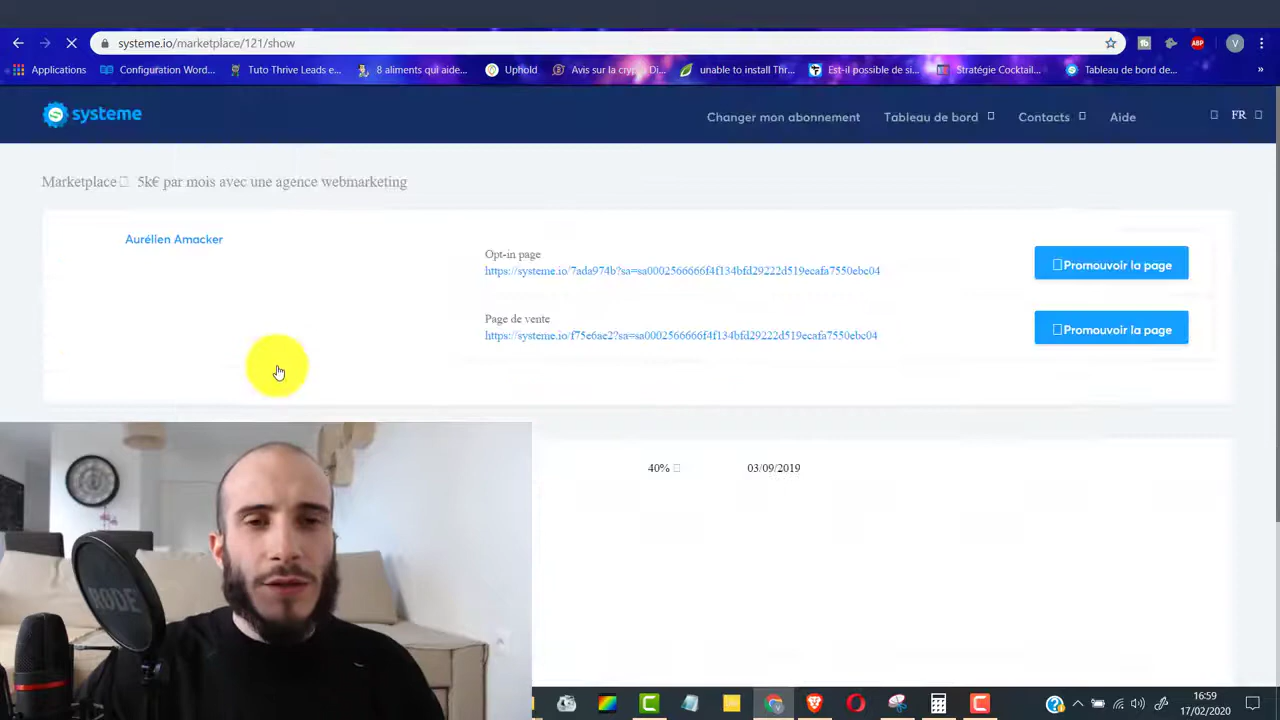 systeme.io/marketplace/121/show
ABP
V
Applications
Configuration Word...
Tuto Thrive Leads e...
8 aliments qui aide...
Uphold
Avis sur la crypto Di...
unable to install Thr...
Est-il possible de si...
Stratégie Cocktail...
Tableau de bord de...
»
systeme
Changer mon abonnement
Tableau de bord
Contacts
Aide
FR
Marketplace 5k€ par mois avec une agence webmarketing
Aurélien Amacker
Opt-in page
https://systeme.io/7ada974b?sa=sa0002566666f4f134bfd29222d519ecafa7550ebc04
Promouvoir la page
Page de vente
https://systeme.io/f75e6ae2?sa=sa0002566666f4f134bfd29222d519ecafa7550ebc04
Promouvoir la page
40%
03/09/2019
RØDE
16:59
17/02/2020